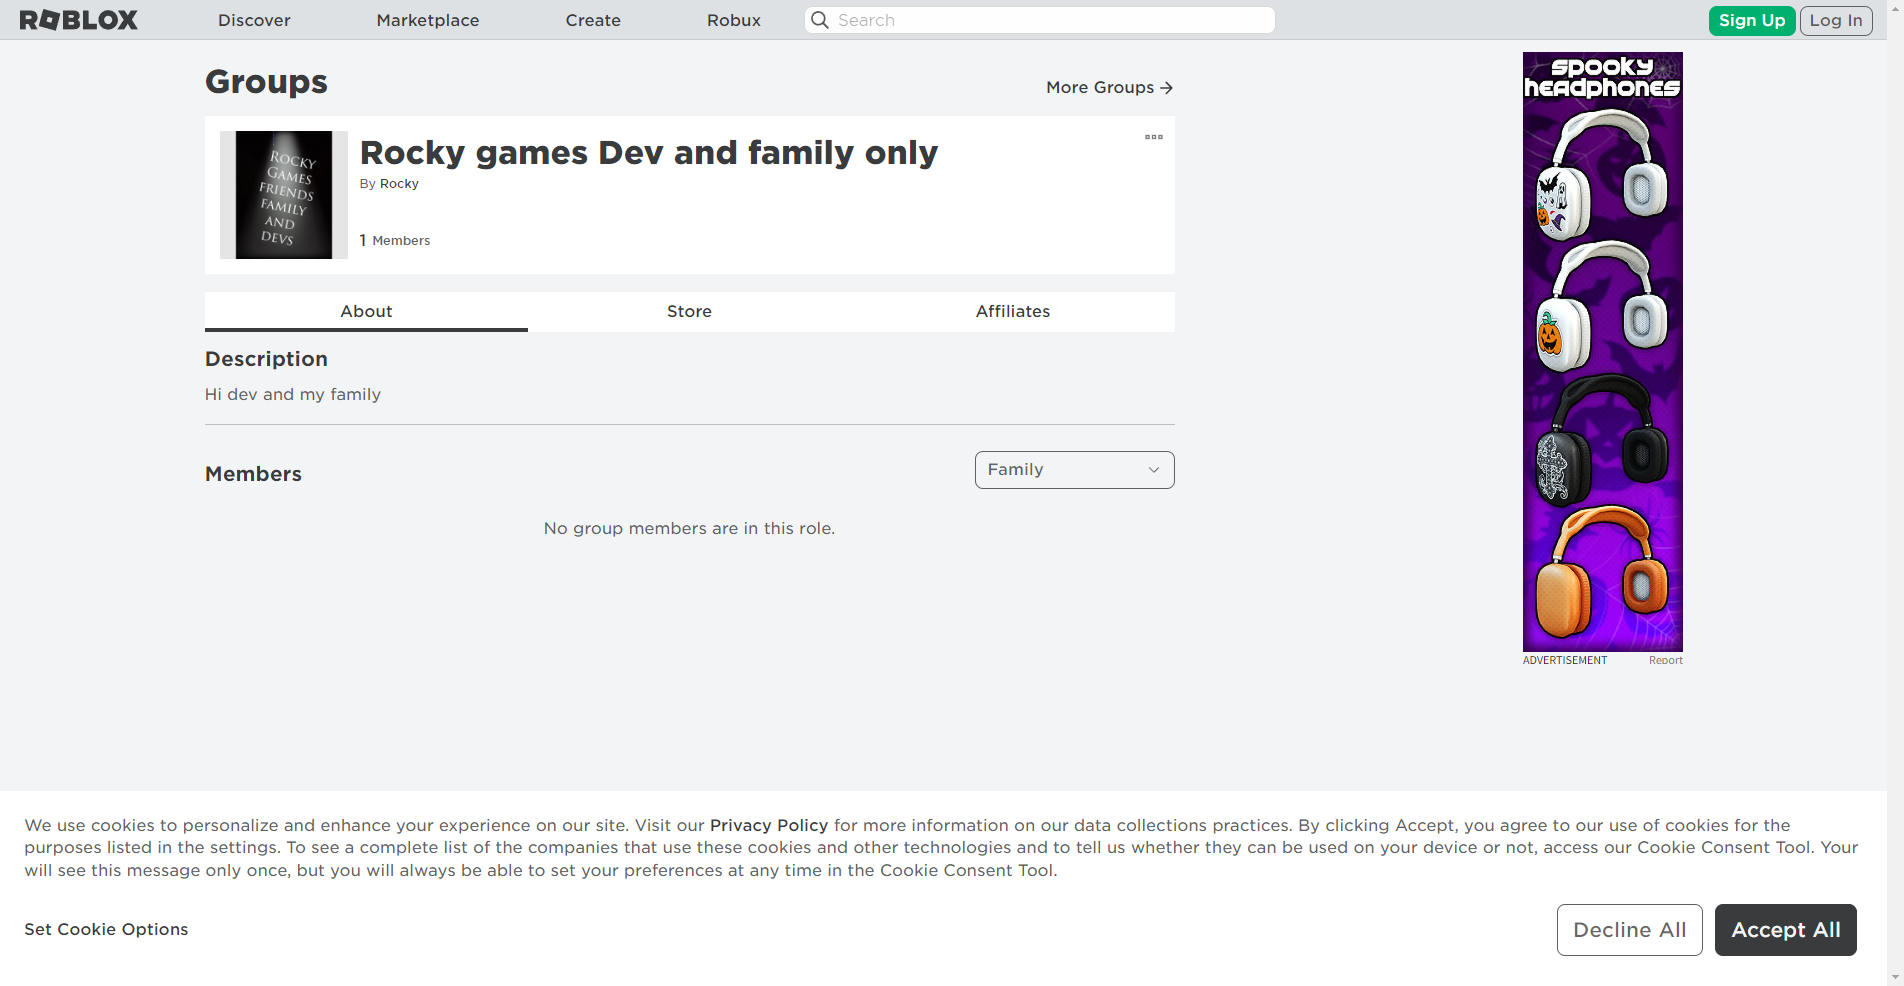 ROBLOX
Discover
Marketplace
Create
Robux
Search
Sign Up
Log In
Groups
More Groups
ROCKY
GAMES
FRIENDS
FAMILY
AND
DEVS
Rocky games Dev and family only
By Rocky
1 Members
About
Store
Affiliates
Description
Hi dev and my family
Members
Family
No group members are in this role.
spooky
headphones
ADVERTISEMENT
Report
We use cookies to personalize and enhance your experience on our site. Visit our Privacy Policy for more information on our data collections practices. By clicking Accept, you agree to our use of cookies for the
purposes listed in the settings. To see a complete list of the companies that use these cookies and other technologies and to tell us whether they can be used on your device or not, access our Cookie Consent Tool. Your
will see this message only once, but you will always be able to set your preferences at any time in the Cookie Consent Tool.
Set Cookie Options
Decline All
Accept All